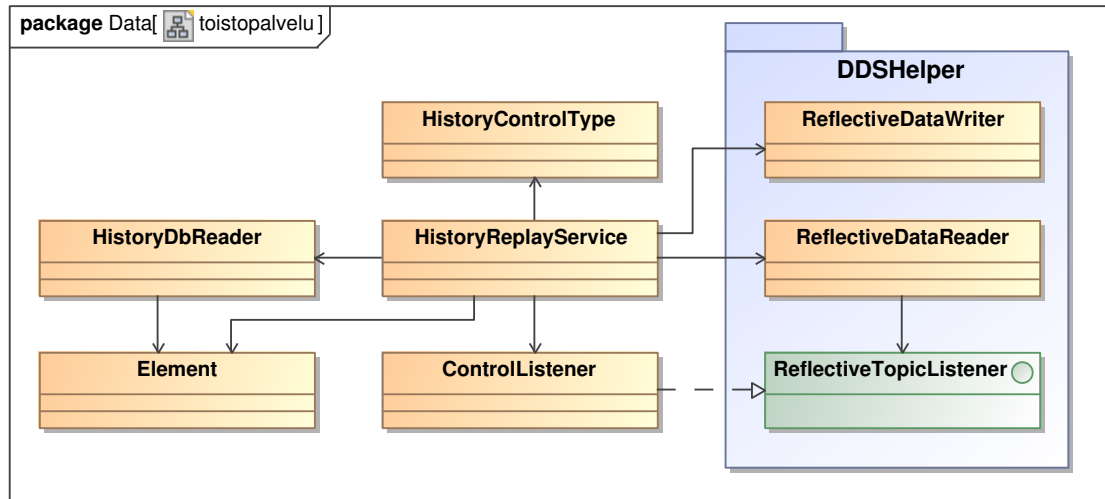 package Data[ toistopalvelu ]
DDSHelper
HistoryControlType
ReflectiveDataWriter
HistoryDbReader
HistoryReplayService
ReflectiveDataReader
Element
ControlListener
ReflectiveTopicListener